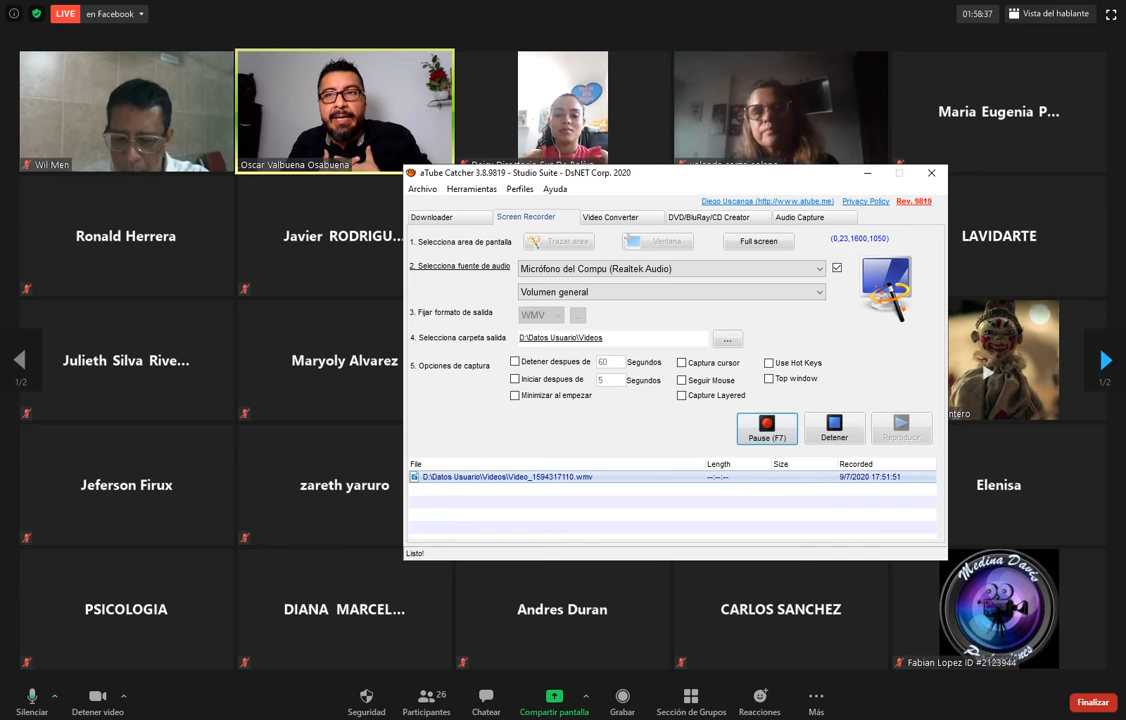 LIVE en Facebook
01:58:37
Vista del hablante
Wil Men
Oscar Valbuena Osabuena
Maria Eugenia P...
aTube Catcher 3.8.9819 - Studio Suite - DsNET Corp. 2020
Archivo Herramientas Perfiles Ayuda
Diego Uscanga (http://www.atube.me) Privacy Policy Rev. 9819
Downloader Screen Recorder Video Converter DVD/BluRay/CD Creator Audio Capture
1. Selecciona area de pantalla Trazar área Ventana Full screen (0,23,1600,1050)
2. Selecciona fuente de audio Micrófono del Compu (Realtek Audio)
Volumen general
3. Fijar formato de salida WMV ...
4. Selecciona carpeta salida D:\Datos Usuario\Videos ...
5. Opciones de captura
Detener despues de 60 Segundos Captura cursor Use Hot Keys
Iniciar despues de 5 Segundos Seguir Mouse Top window
Minimizar al empezar Capture Layered
Pause (F7) Detener Reproducir
File Length Size Recorded
D:\Datos Usuario\Videos\Video_1594317110.wmv --:--:-- 9/7/2020 17:51:51
Listo!
Ronald Herrera
Javier RODRIGU...
LAVIDARTE
Julieth Silva Rive...
Maryoly Alvarez
ntero
1/2
1/2
Jeferson Firux
zareth yaruro
Elenisa
PSICOLOGIA
DIANA MARCEL...
Andres Duran
CARLOS SANCHEZ
Medina Davis
Producciones
Fabian Lopez ID #2123944
Silenciar
Detener video
Seguridad
Participantes 26
Chatear
Compartir pantalla
Grabar
Sección de Grupos
Reacciones
Más
Finalizar